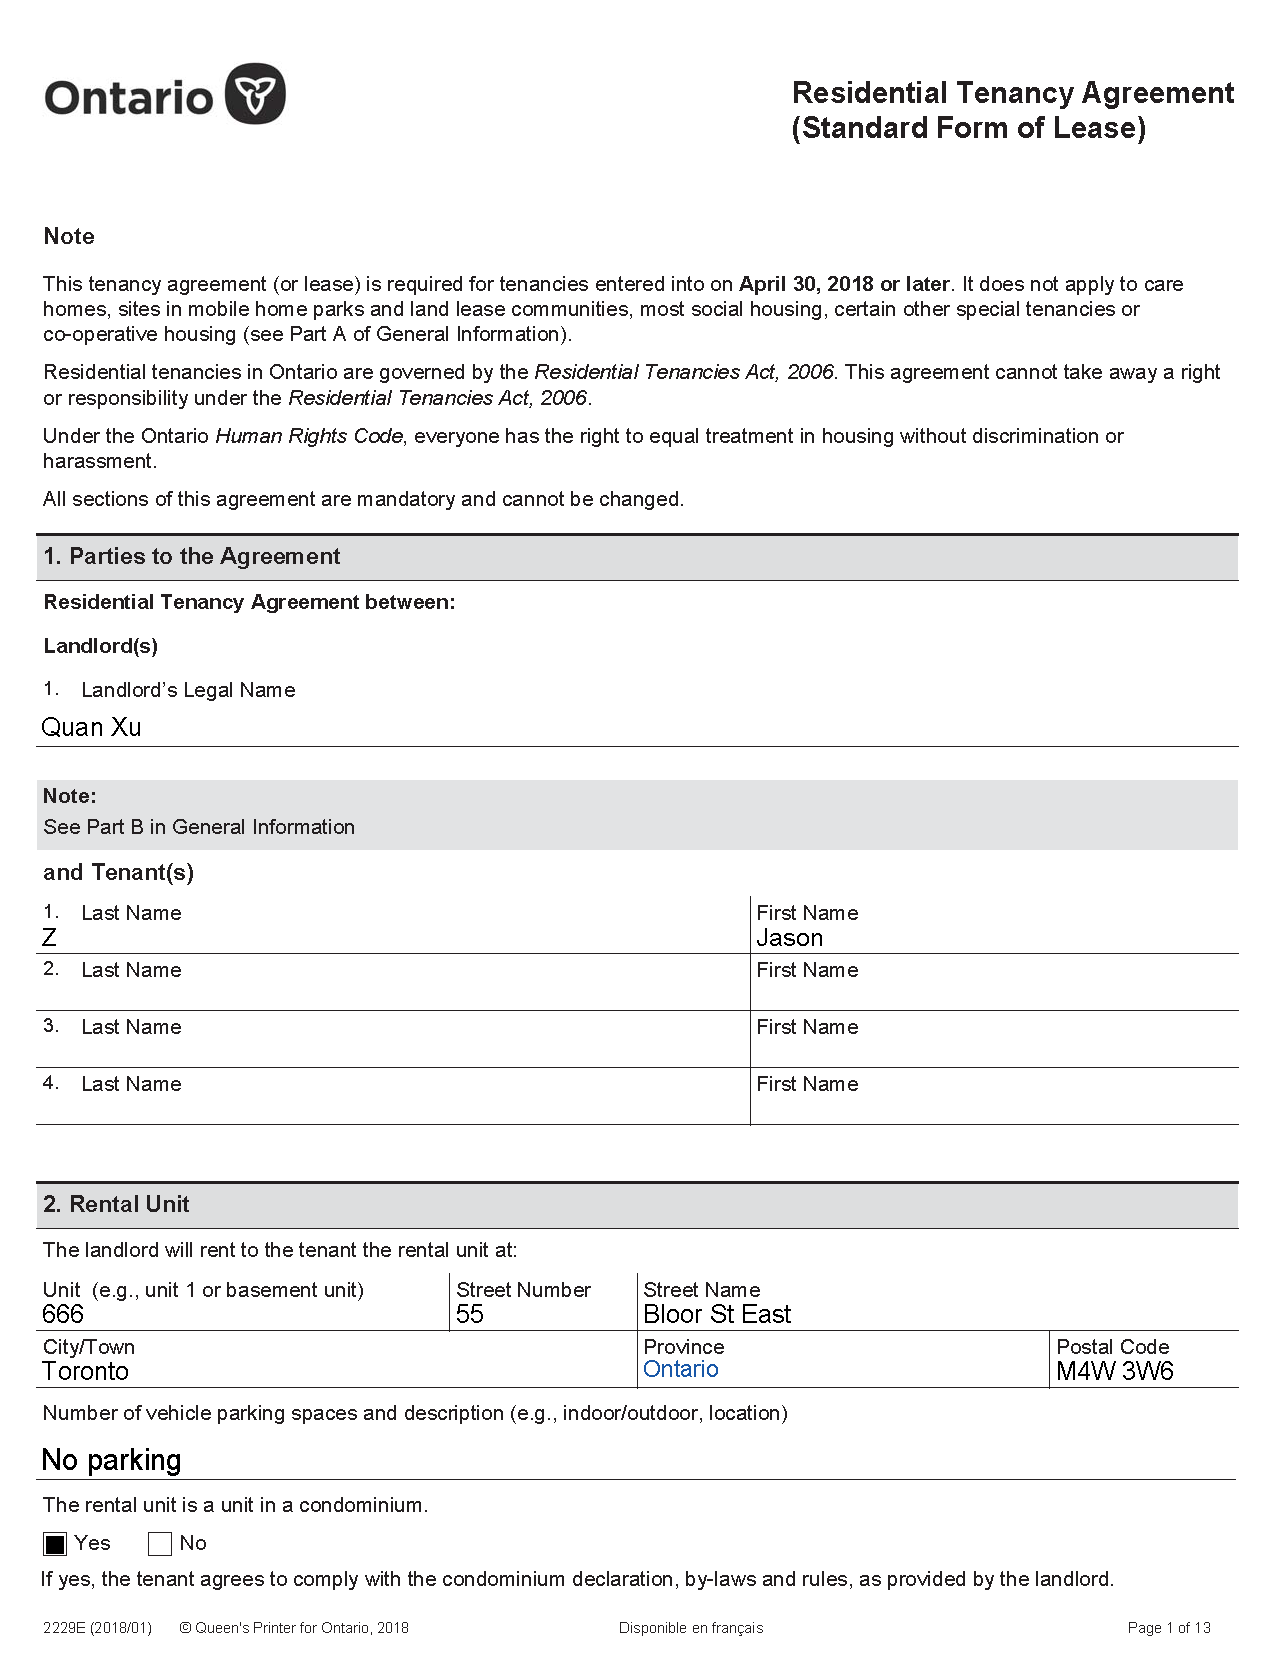 Ontario
Residential Tenancy Agreement
(Standard Form of Lease)
Note
This tenancy agreement (or lease) is required for tenancies entered into on April 30, 2018 or later. It does not apply to care
homes, sites in mobile home parks and land lease communities, most social housing, certain other special tenancies or
co-operative housing (see Part A of General Information).
Residential tenancies in Ontario are governed by the Residential Tenancies Act, 2006. This agreement cannot take away a right
or responsibility under the Residential Tenancies Act, 2006.
Under the Ontario Human Rights Code, everyone has the right to equal treatment in housing without discrimination or
harassment.
All sections of this agreement are mandatory and cannot be changed.
1. Parties to the Agreement
Residential Tenancy Agreement between:
Landlord(s)
1. Landlord's Legal Name
Quan Xu
Note:
See Part B in General Information
and Tenant(s)
1. Last Name First Name
Z Jason
2. Last Name First Name
3. Last Name First Name
4. Last Name First Name
2. Rental Unit
The landlord will rent to the tenant the rental unit at:
Unit (e.g., unit 1 or basement unit) Street Number Street Name
666 55 Bloor St East
City/Town Province Postal Code
Toronto Ontario M4W 3W6
Number of vehicle parking spaces and description (e.g., indoor/outdoor, location)
No parking
The rental unit is a unit in a condominium.
Yes No
If yes, the tenant agrees to comply with the condominium declaration, by-laws and rules, as provided by the landlord.
2229E (2018/01) © Queen's Printer for Ontario, 2018 Disponible en français Page 1 of 13